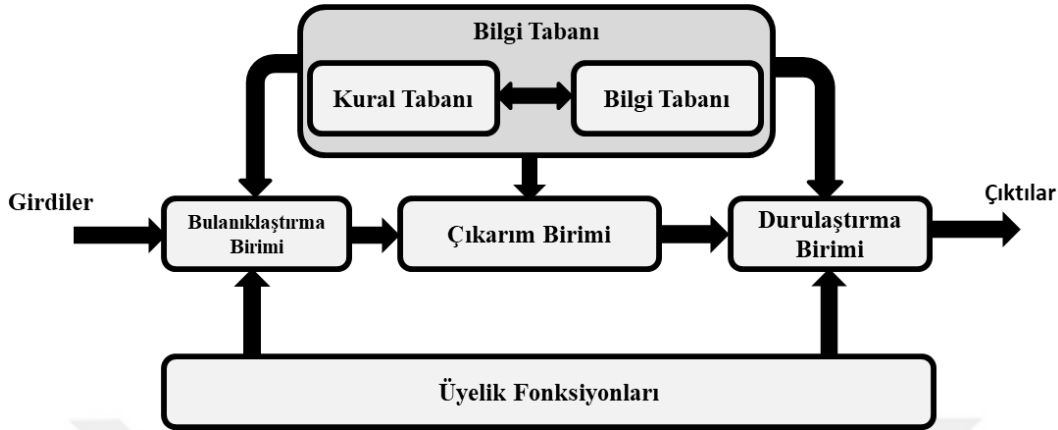 Bilgi Tabanı
Kural Tabanı
Bilgi Tabanı
Girdiler
Bulanıklaştırma
Birimi
Çıkarım Birimi
Durulaştırma
Birimi
Çıktılar
Üyelik Fonksiyonları